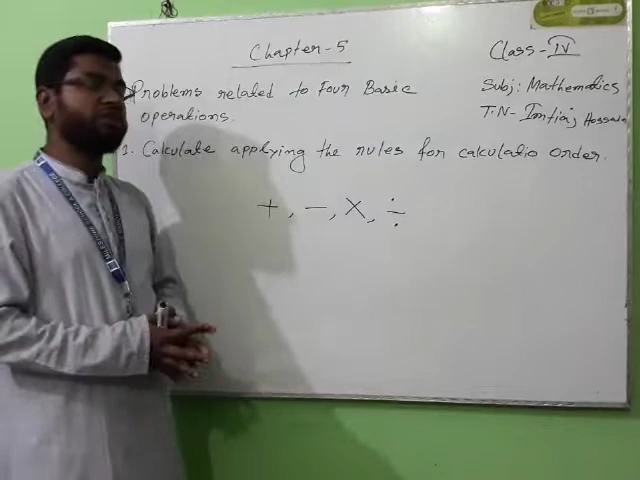 Chapter-5
Class-IV
Problems related to Four Basic
Subj: Mathematics
operations.
T.N- Imtiaj Hossain
1. Calculate applying the rules for calculatio order.
+, −, ×, ÷